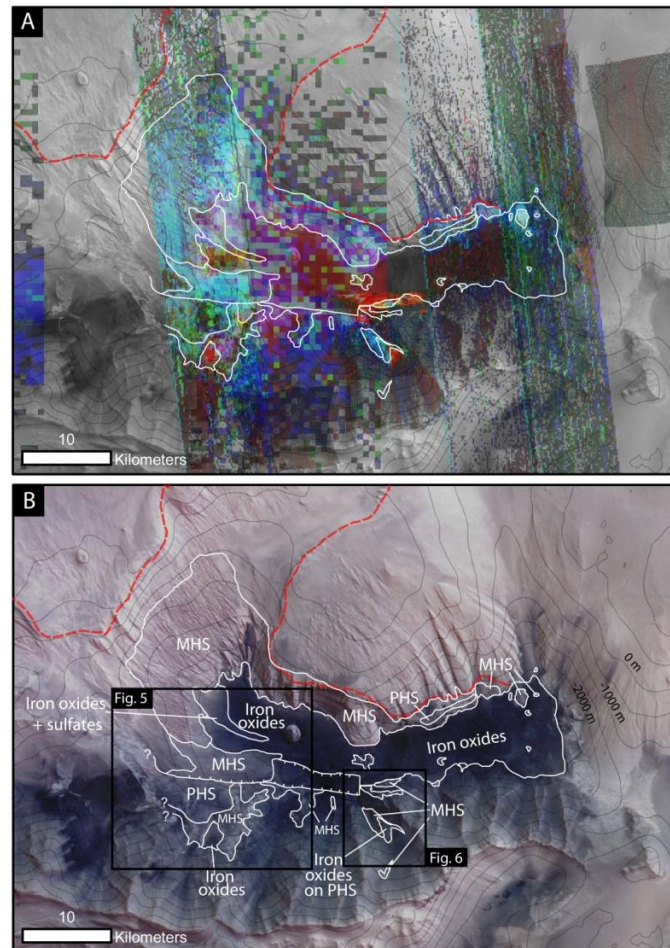 A
10
Kilometers
B
MHS
MHS
0 m
-1000 m
-2000 m
PHS
Iron oxides
+ sulfates
Fig. 5
Iron
oxides
MHS
Iron oxides
MHS
?
PHS
MHS
?
?
MHS
MHS
Iron
oxides
Iron
oxides
on PHS
Fig. 6
10
Kilometers